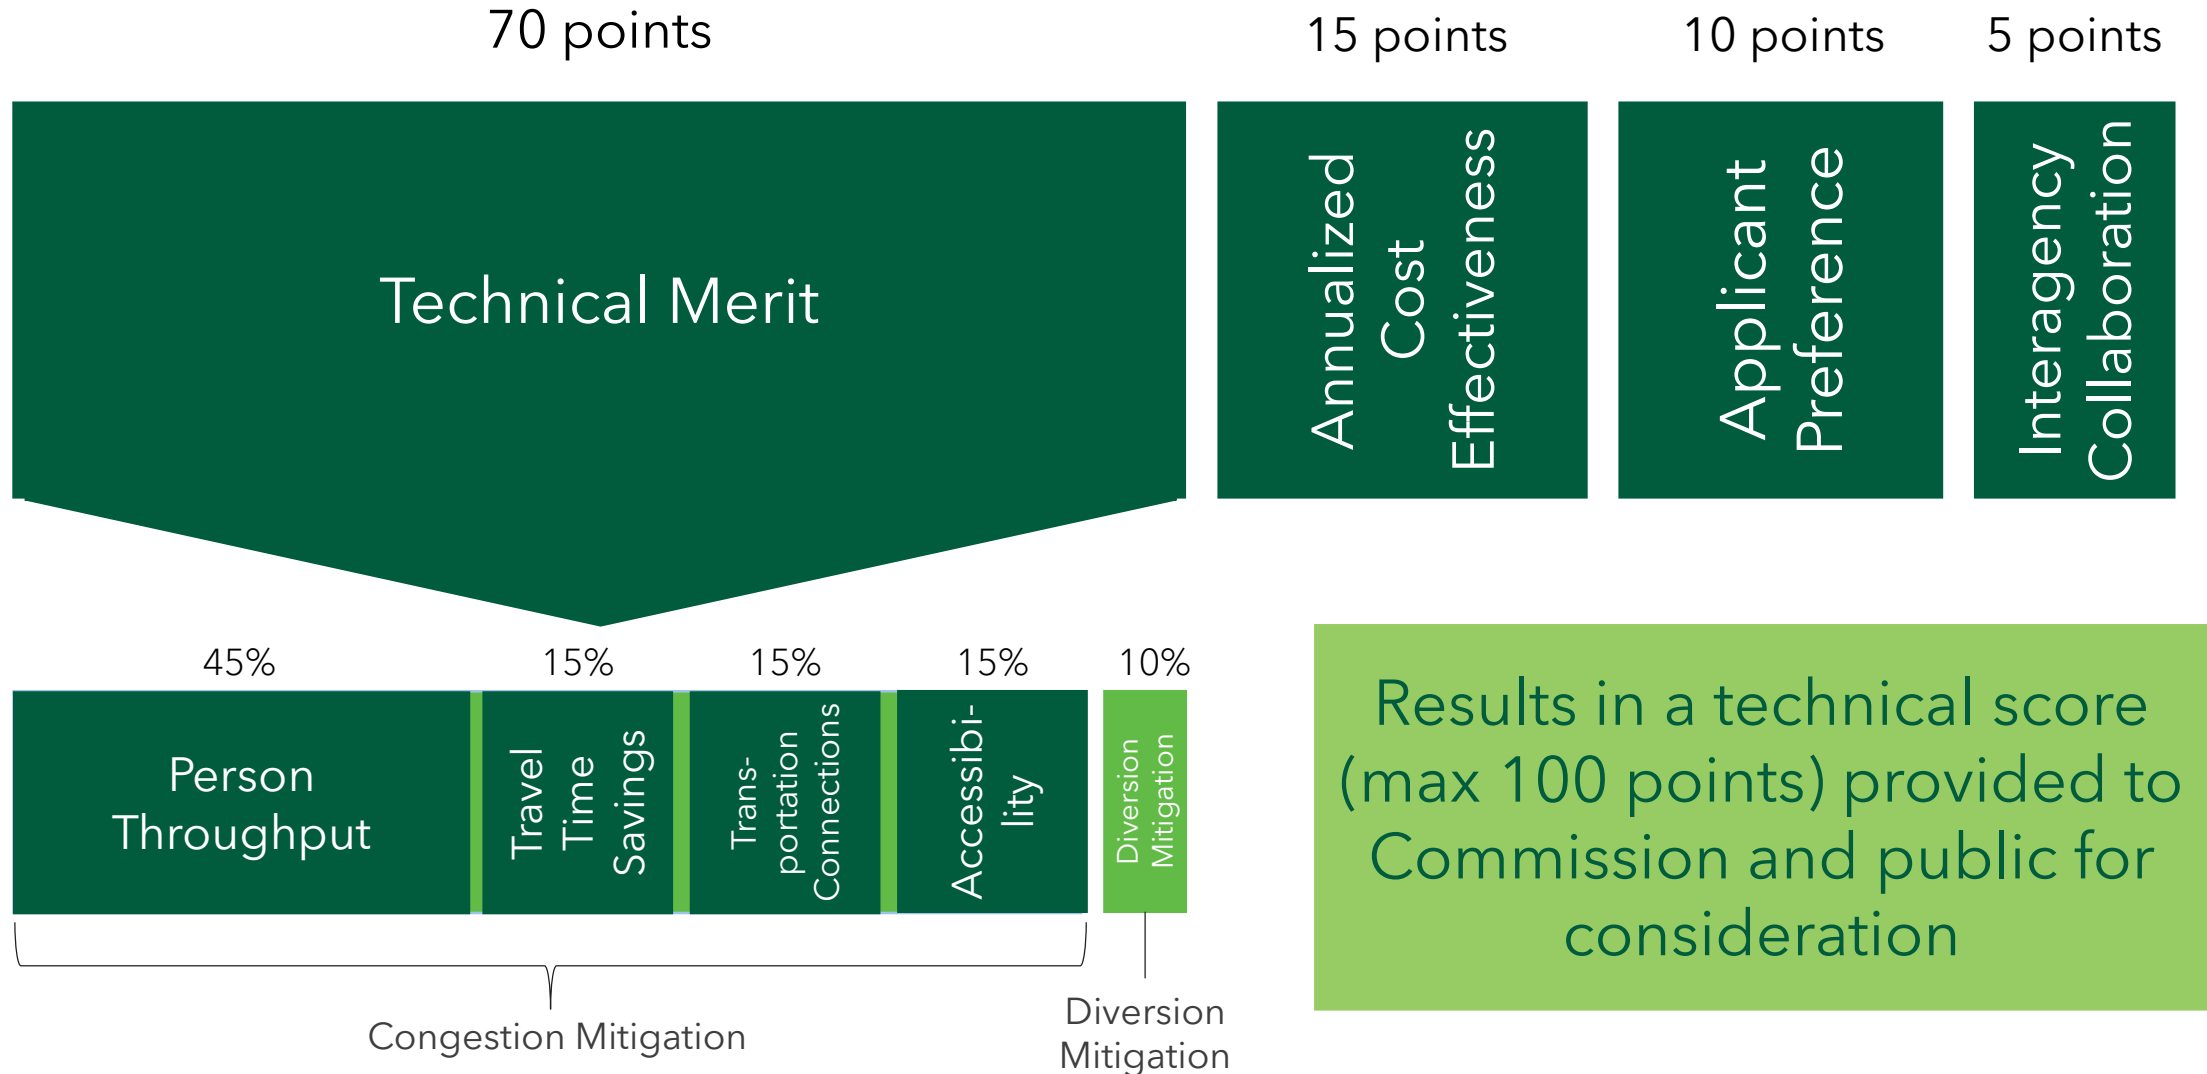 70 points
15 points
10 points
5 points
Technical Merit
Annualized
Cost
Effectiveness
Applicant
Preference
Interagency
Collaboration
45%
15%
15%
15%
10%
Person
Throughput
Travel
Time
Savings
Trans-
portation
Connections
Accessibi-
lity
Diversion
Mitigation
Congestion Mitigation
Diversion
Mitigation
Results in a technical score
(max 100 points) provided to
Commission and public for
consideration